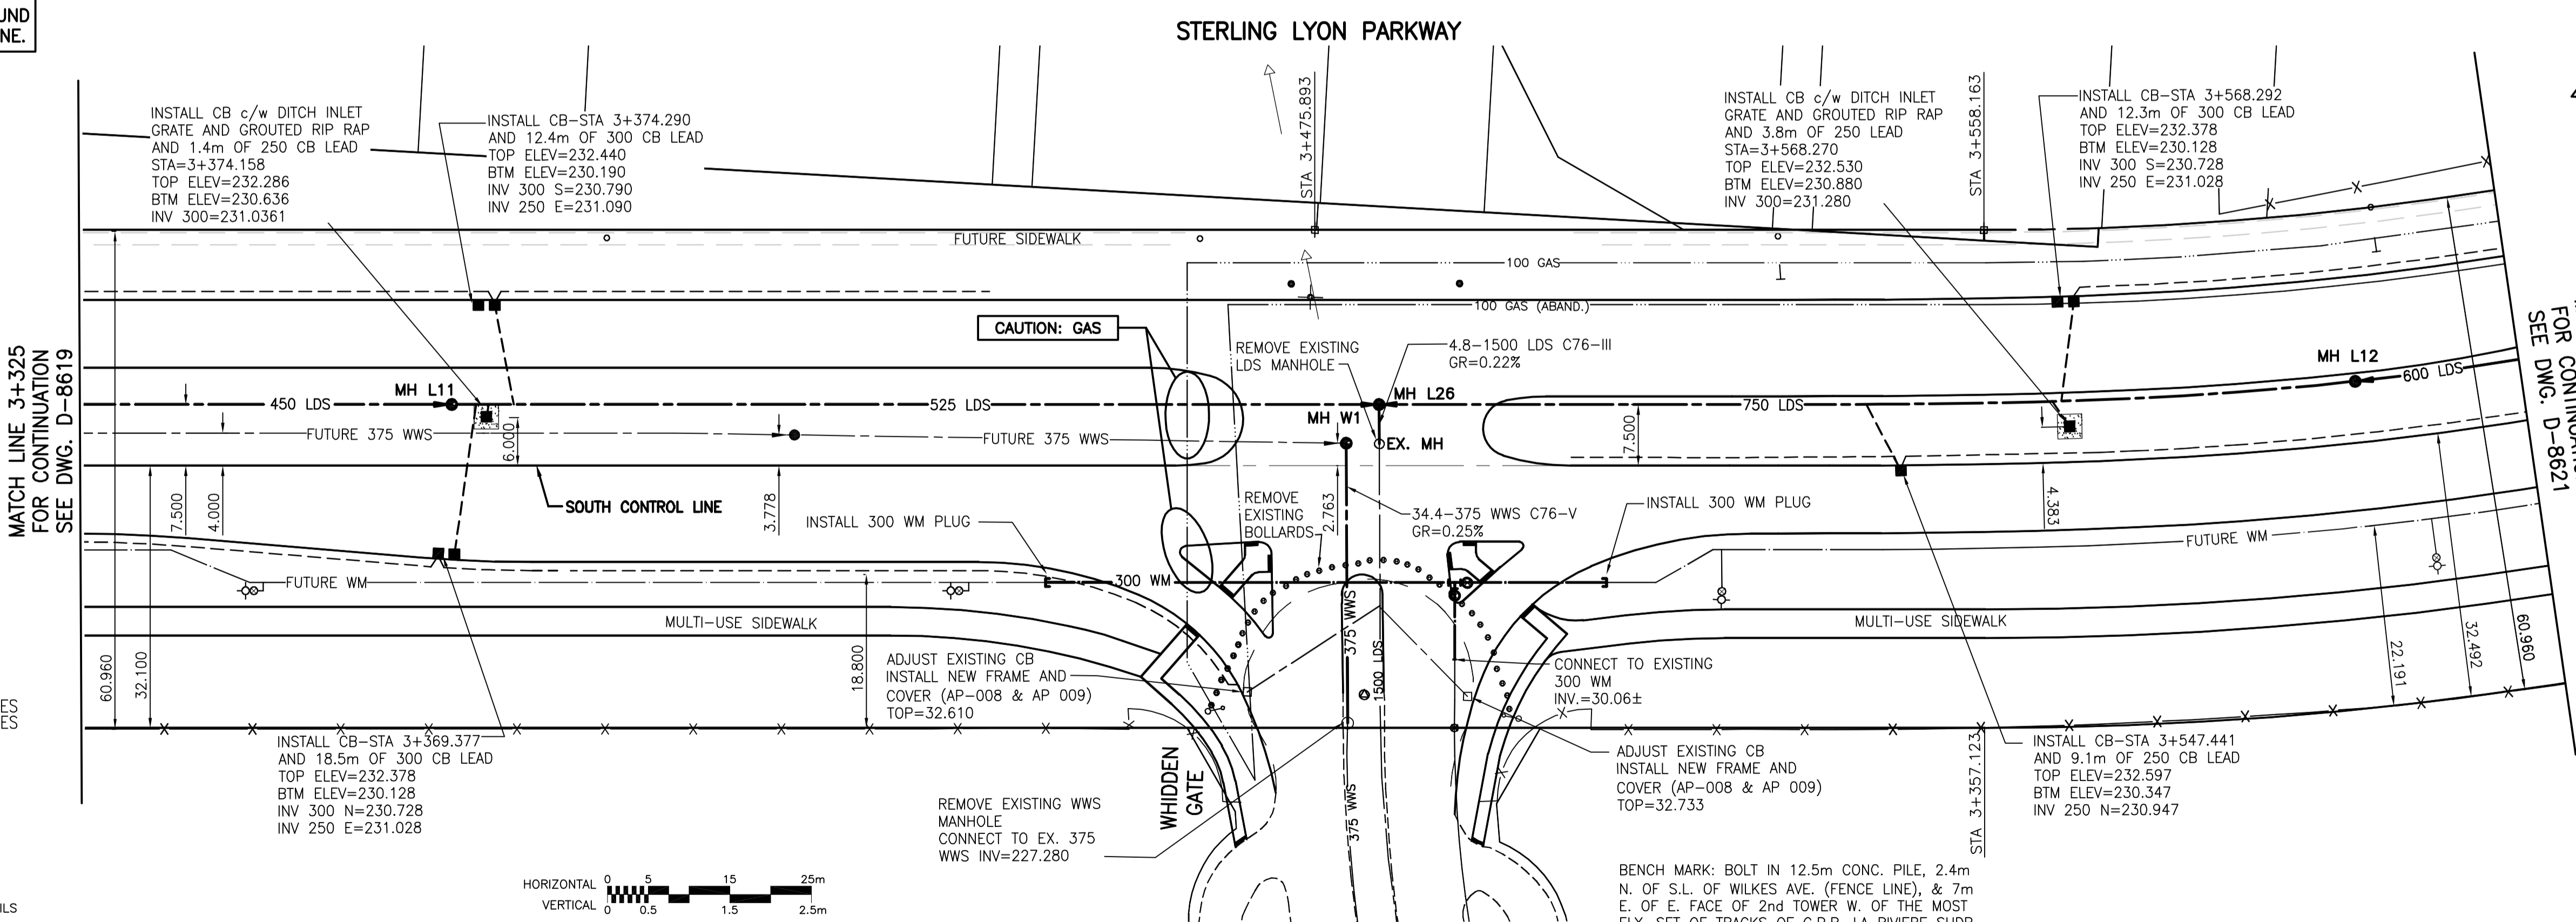 UND
NE.
STERLING LYON PARKWAY
INSTALL CB c/w DITCH INLET
GRATE AND GROUTED RIP RAP
AND 1.4m OF 250 CB LEAD
STA=3+374.158
TOP ELEV=232.286
BTM ELEV=230.636
INV 300=231.0361
INSTALL CB-STA 3+374.290
AND 12.4m OF 300 CB LEAD
TOP ELEV=232.440
BTM ELEV=230.190
INV 300 S=230.790
INV 250 E=231.090
STA 3+475.893
INSTALL CB c/w DITCH INLET
GRATE AND GROUTED RIP RAP
AND 3.8m OF 250 LEAD
STA=3+568.270
TOP ELEV=232.530
BTM ELEV=230.880
INV 300=231.280
STA 3+558.163
INSTALL CB-STA 3+568.292
AND 12.3m OF 300 CB LEAD
TOP ELEV=232.378
BTM ELEV=230.128
INV 300 S=230.728
INV 250 E=231.028
FUTURE SIDEWALK
100 GAS
100 GAS (ABAND.)
CAUTION: GAS
REMOVE EXISTING
LDS MANHOLE
4.8-1500 LDS C76-III
GR=0.22%
MATCH LINE 3+325
FOR CONTINUATION
SEE DWG. D-8619
FOR CONTINUATION
SEE DWG. D-8621
450 LDS
MH L11
525 LDS
MH L26
750 LDS
MH L12
600 LDS
MH W1
EX. MH
FUTURE 375 WWS
FUTURE 375 WWS
6.000
7.500
7.500
4.000
SOUTH CONTROL LINE
3.778
INSTALL 300 WM PLUG
REMOVE
EXISTING
BOLLARDS
2.763
34.4-375 WWS C76-V
GR=0.25%
INSTALL 300 WM PLUG
4.383
FUTURE WM
FUTURE WM
300 WM
MULTI-USE SIDEWALK
MULTI-USE SIDEWALK
60.960
32.100
18.800
375 WWS
1500 LDS
22.191
32.492
60.960
ADJUST EXISTING CB
INSTALL NEW FRAME AND
COVER (AP-008 & AP 009)
TOP=32.610
CONNECT TO EXISTING
300 WM
INV.=30.06±
ES
ES
INSTALL CB-STA 3+369.377
AND 18.5m OF 300 CB LEAD
TOP ELEV=232.378
BTM ELEV=230.128
INV 300 N=230.728
INV 250 E=231.028
WHIDDEN
GATE
375 WWS
ADJUST EXISTING CB
INSTALL NEW FRAME AND
COVER (AP-008 & AP 009)
TOP=32.733
STA 3+357.123
INSTALL CB-STA 3+547.441
AND 9.1m OF 250 CB LEAD
TOP ELEV=232.597
BTM ELEV=230.347
INV 250 N=230.947
REMOVE EXISTING WWS
MANHOLE
CONNECT TO EX. 375
WWS INV=227.280
HORIZONTAL 0 5 15 25m
VERTICAL 0 0.5 1.5 2.5m
ILS
BENCH MARK: BOLT IN 12.5m CONC. PILE, 2.4m
N. OF S.L. OF WILKES AVE. (FENCE LINE), & 7m
E. OF E. FACE OF 2nd TOWER W. OF THE MOST